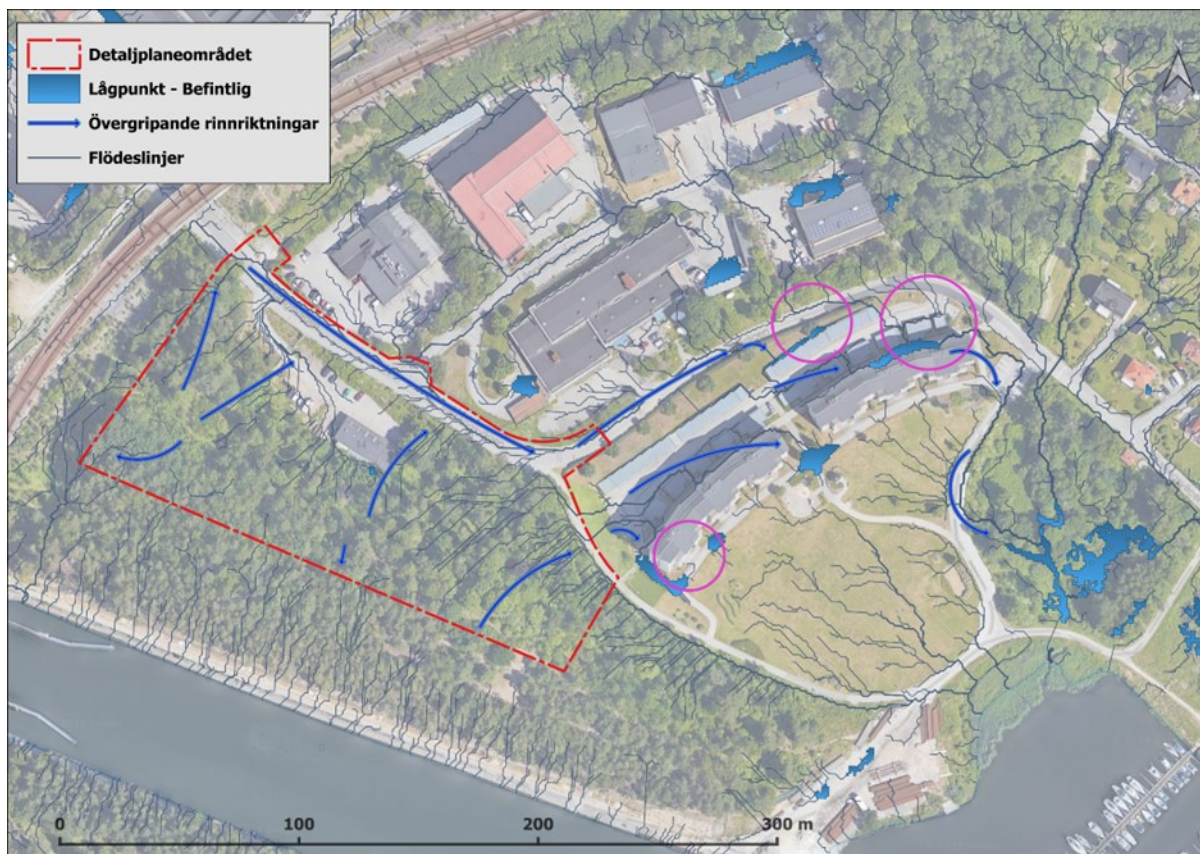 Detaljplaneområdet
Lågpunkt - Befintlig
Övergripande rinnriktningar
Flödeslinjer
0 100 200 300 m